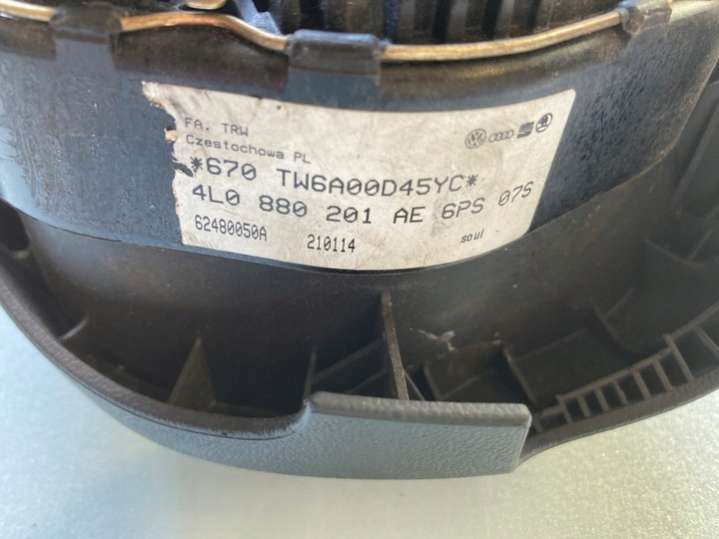 FA. TRW
Czestochowa PL
*670 TW6A00D45YC*
4L0 880 201 AE 6PS 07S
62480050A 210114 soul